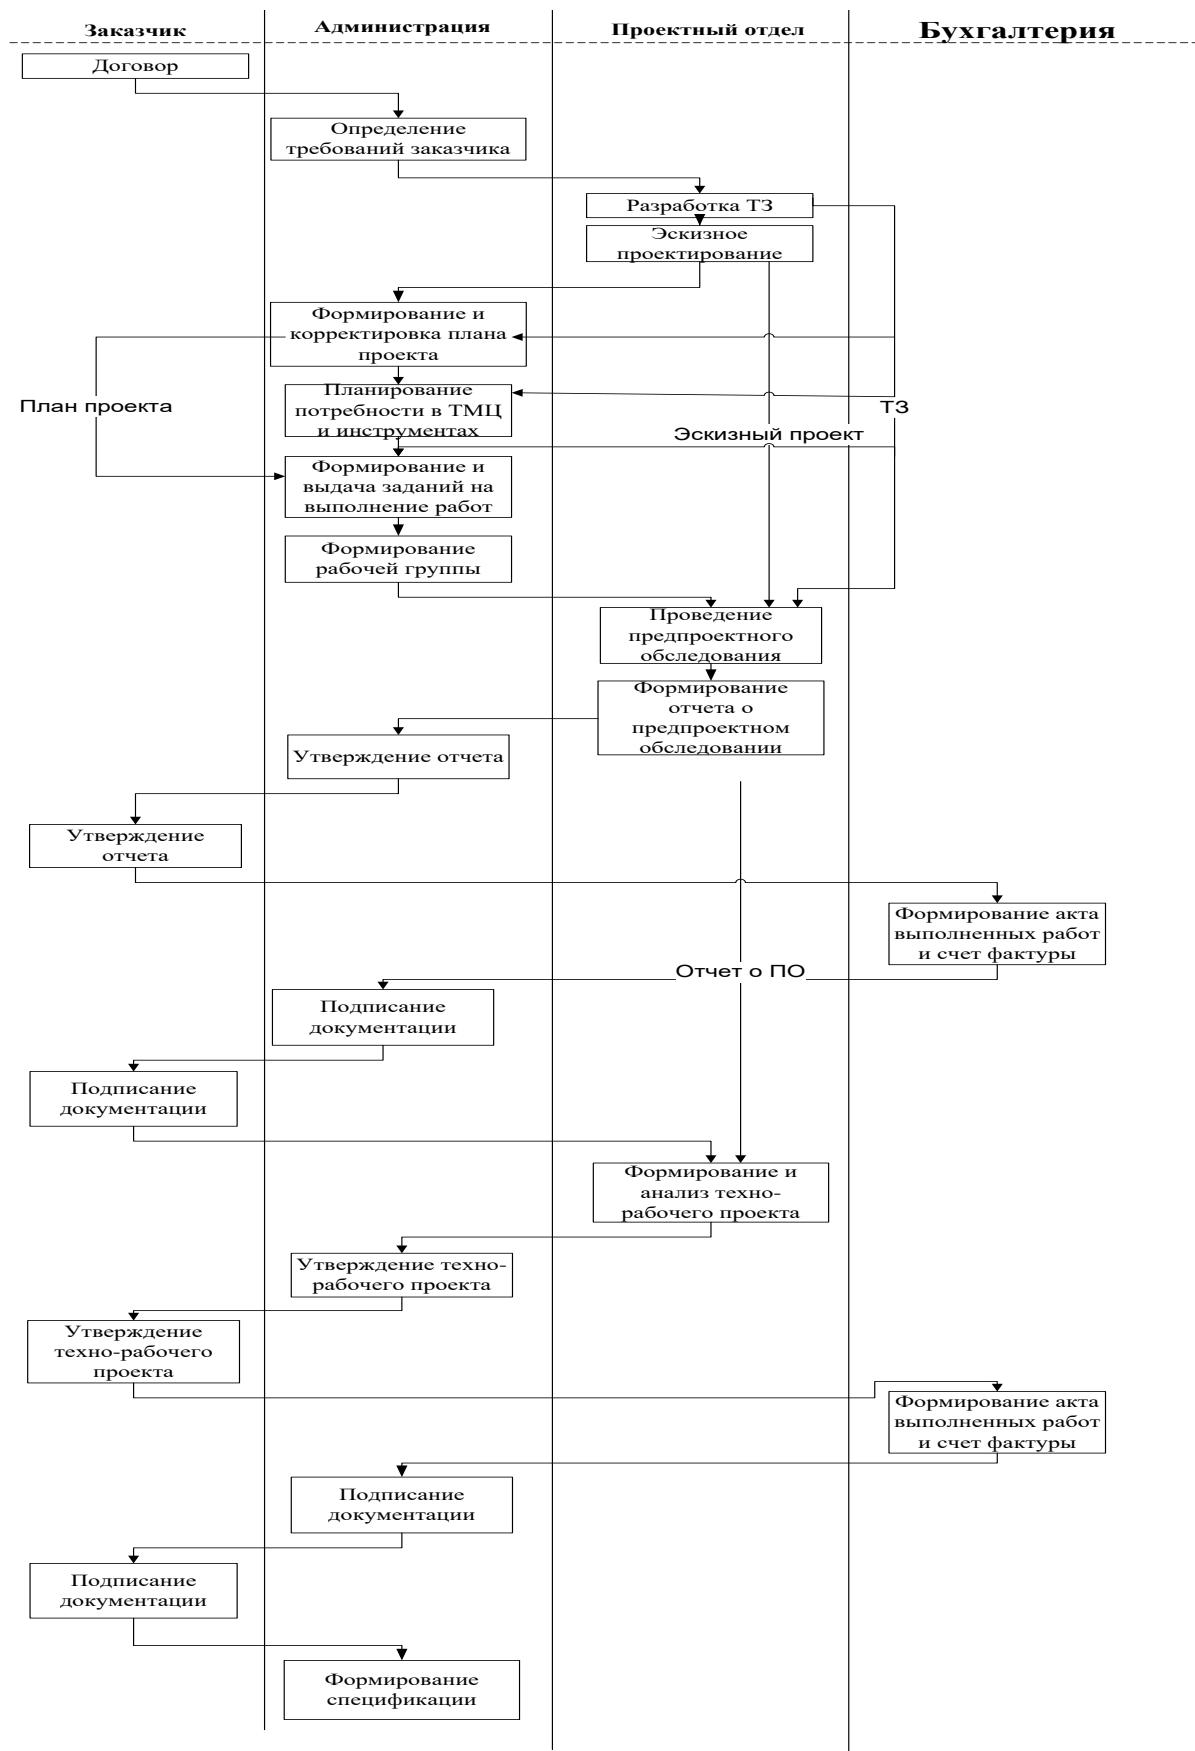 Заказчик
Администрация
Проектный отдел
Бухгалтерия
Договор
Определение
требований заказчика
Разработка ТЗ
Эскизное
проектирование
Формирование и
корректировка плана
проекта
План проекта
Планирование
потребности в ТМЦ
и инструментах
ТЗ
Эскизный проект
Формирование и
выдача заданий на
выполнение работ
Формирование
рабочей группы
Проведение
предпроектного
обследования
Формирование
отчета о
предпроектном
обследовании
Утверждение отчета
Утверждение
отчета
Формирование акта
выполненных работ
и счет фактуры
Отчет о ПО
Подписание
документации
Подписание
документации
Формирование и
анализ техно-
рабочего проекта
Утверждение техно-
рабочего проекта
Утверждение
техно-рабочего
проекта
Формирование акта
выполненных работ
и счет фактуры
Подписание
документации
Подписание
документации
Формирование
спецификации